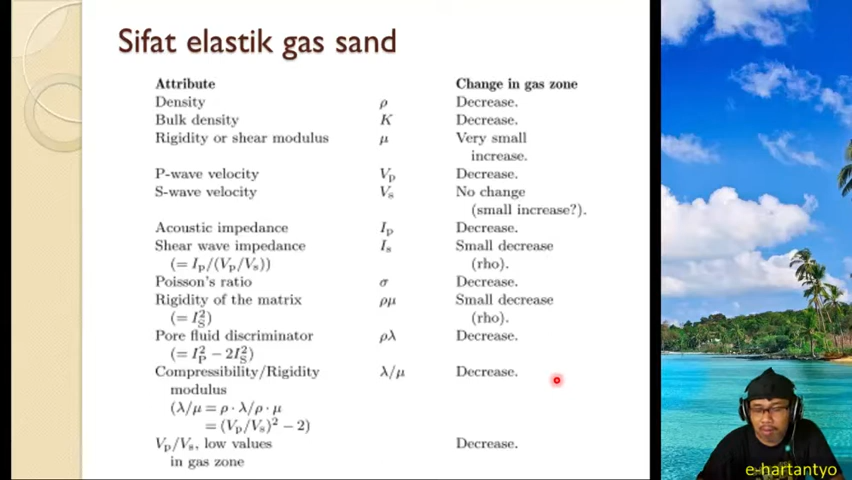 Sifat elastik gas sand
Attribute Change in gas zone
Density ρ Decrease.
Bulk density K Decrease.
Rigidity or shear modulus μ Very small
increase.
P-wave velocity Vp Decrease.
S-wave velocity Vs No change
(small increase?).
Acoustic impedance Ip Decrease.
Shear wave impedance Is Small decrease
(= Ip/(Vp/Vs)) (rho).
Poisson's ratio σ Decrease.
Rigidity of the matrix ρμ Small decrease
(= I²S) (rho).
Pore fluid discriminator ρλ Decrease.
(= I²P − 2I²S)
Compressibility/Rigidity λ/μ Decrease.
modulus
(λ/μ = ρ · λ/ρ · μ
= (Vp/Vs)² − 2)
Vp/Vs, low values Decrease.
in gas zone
e-hartantyo